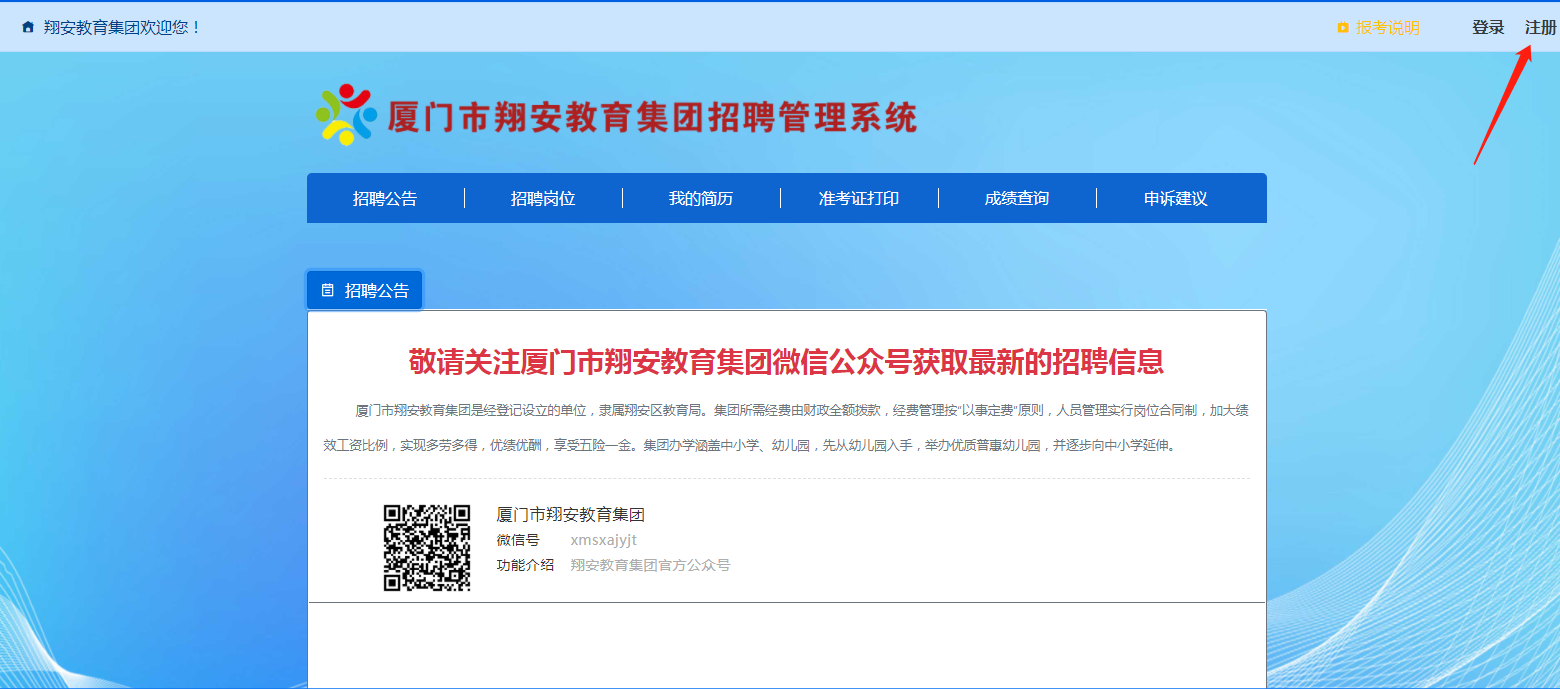 翔安教育集团欢迎您！
报考说明
登录
注册
厦门市翔安教育集团招聘管理系统
招聘公告
招聘岗位
我的简历
准考证打印
成绩查询
申诉建议
招聘公告
敬请关注厦门市翔安教育集团微信公众号获取最新的招聘信息
厦门市翔安教育集团是经登记设立的单位，隶属翔安区教育局。集团所需经费由财政全额拨款，经费管理按“以事定费”原则，人员管理实行岗位合同制，加大绩
效工资比例，实现多劳多得，优绩优酬，享受五险一金。集团办学涵盖中小学、幼儿园，先从幼儿园入手，举办优质普惠幼儿园，并逐步向中小学延伸。
厦门市翔安教育集团
微信号 xmsxajyjt
功能介绍 翔安教育集团官方公众号